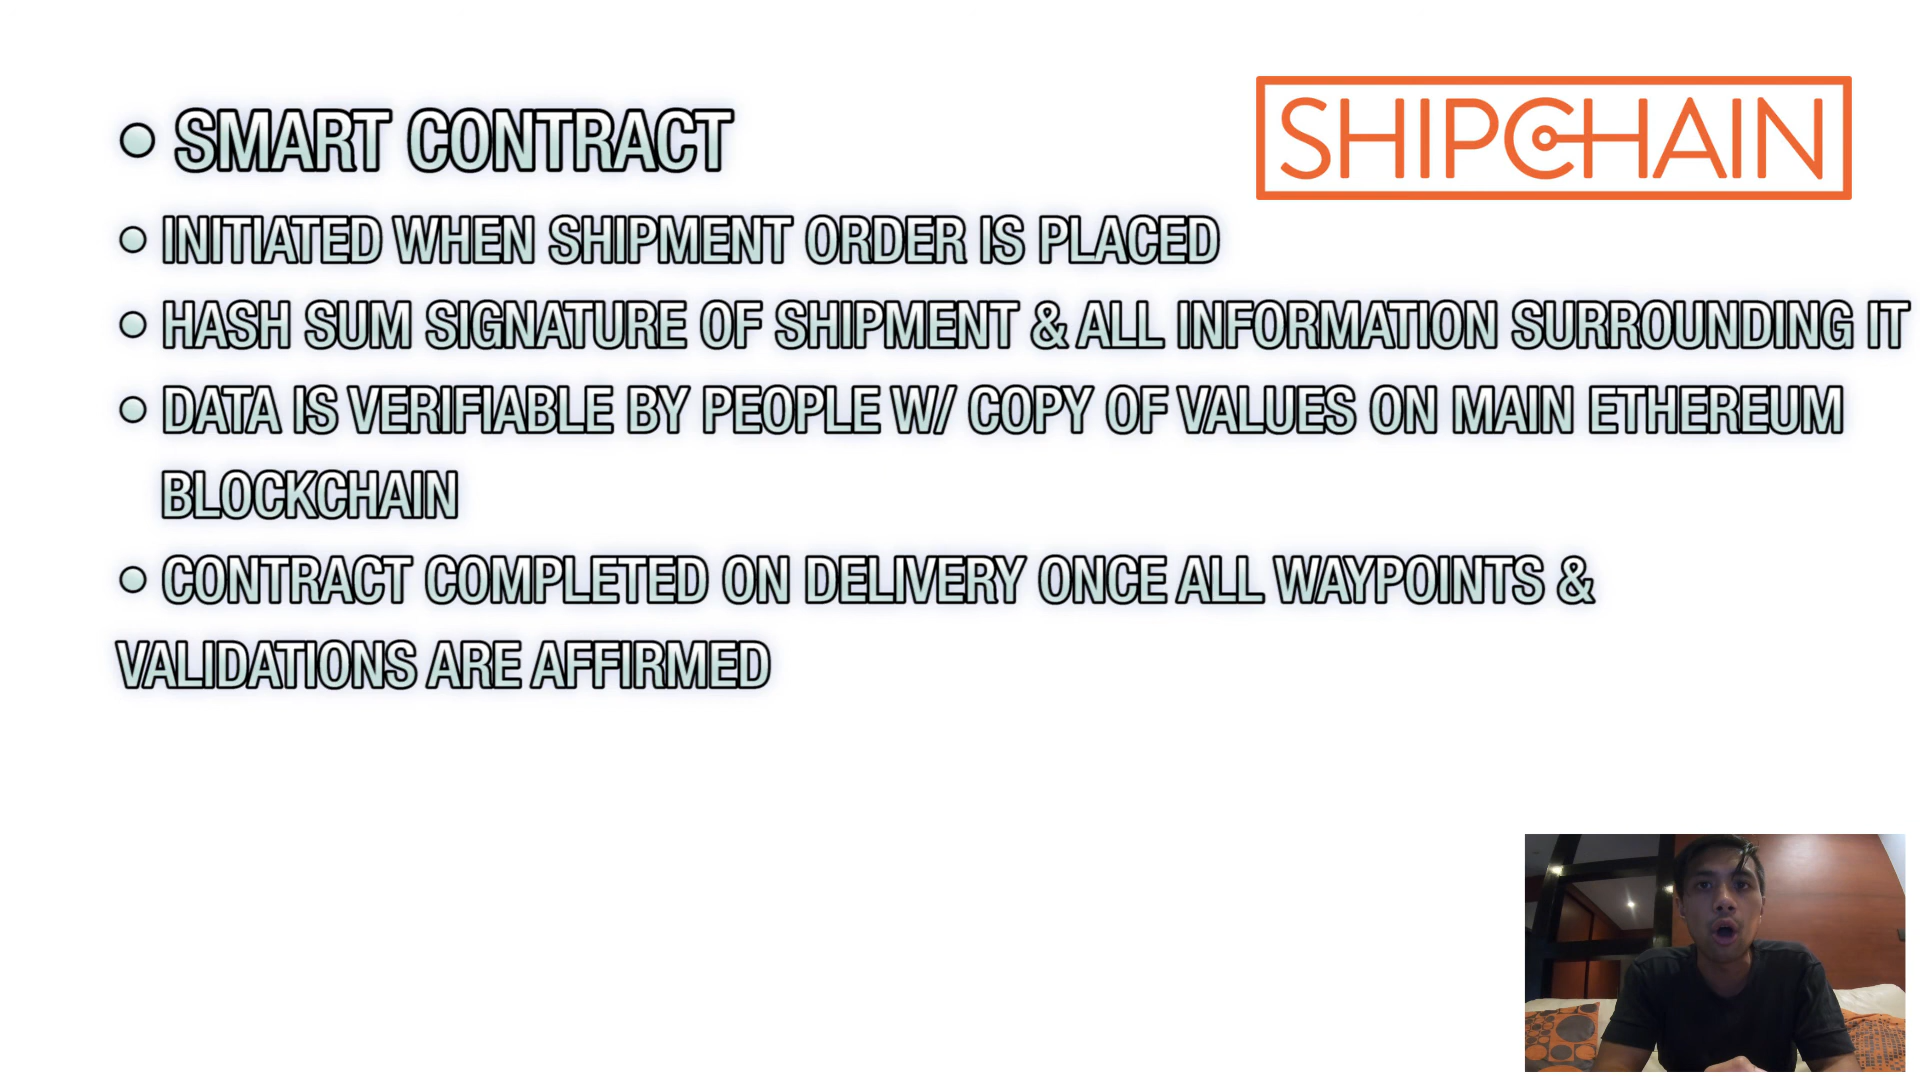 • SMART CONTRACT
SHIPCHAIN
• INITIATED WHEN SHIPMENT ORDER IS PLACED
• HASH SUM SIGNATURE OF SHIPMENT & ALL INFORMATION SURROUNDING IT
• DATA IS VERIFIABLE BY PEOPLE W/ COPY OF VALUES ON MAIN ETHEREUM
BLOCKCHAIN
• CONTRACT COMPLETED ON DELIVERY ONCE ALL WAYPOINTS &
VALIDATIONS ARE AFFIRMED